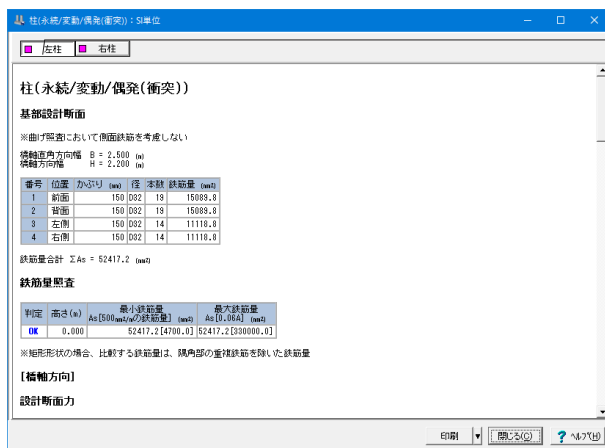 柱(永続/変動/偶発(衝突))：SI単位
左柱 右柱
柱(永続/変動/偶発(衝突))
基部設計断面
※曲げ照査において側面鉄筋を考慮しない
橋軸直角方向幅 B = 2.500 (m)
橋軸方向幅 H = 2.200 (m)
番号 位置 かぶり (mm) 径 本数 鉄筋量 (mm2)
1 前面 150 D32 19 15089.8
2 背面 150 D32 19 15089.8
3 左側 150 D32 14 11118.8
4 右側 150 D32 14 11118.8
鉄筋量合計 ΣAs = 52417.2 (mm2)
鉄筋量照査
判定 高さ(m) 最小鉄筋量 最大鉄筋量
As[500mm2/mの鉄筋量] (mm2) As[0.06A] (mm2)
OK 0.000 52417.2[4700.0] 52417.2[330000.0]
※矩形形状の場合、比較する鉄筋量は、隅角部の重複鉄筋を除いた鉄筋量
[橋軸方向]
設計断面力
印刷 閉じる(C) ? ヘルプ(H)